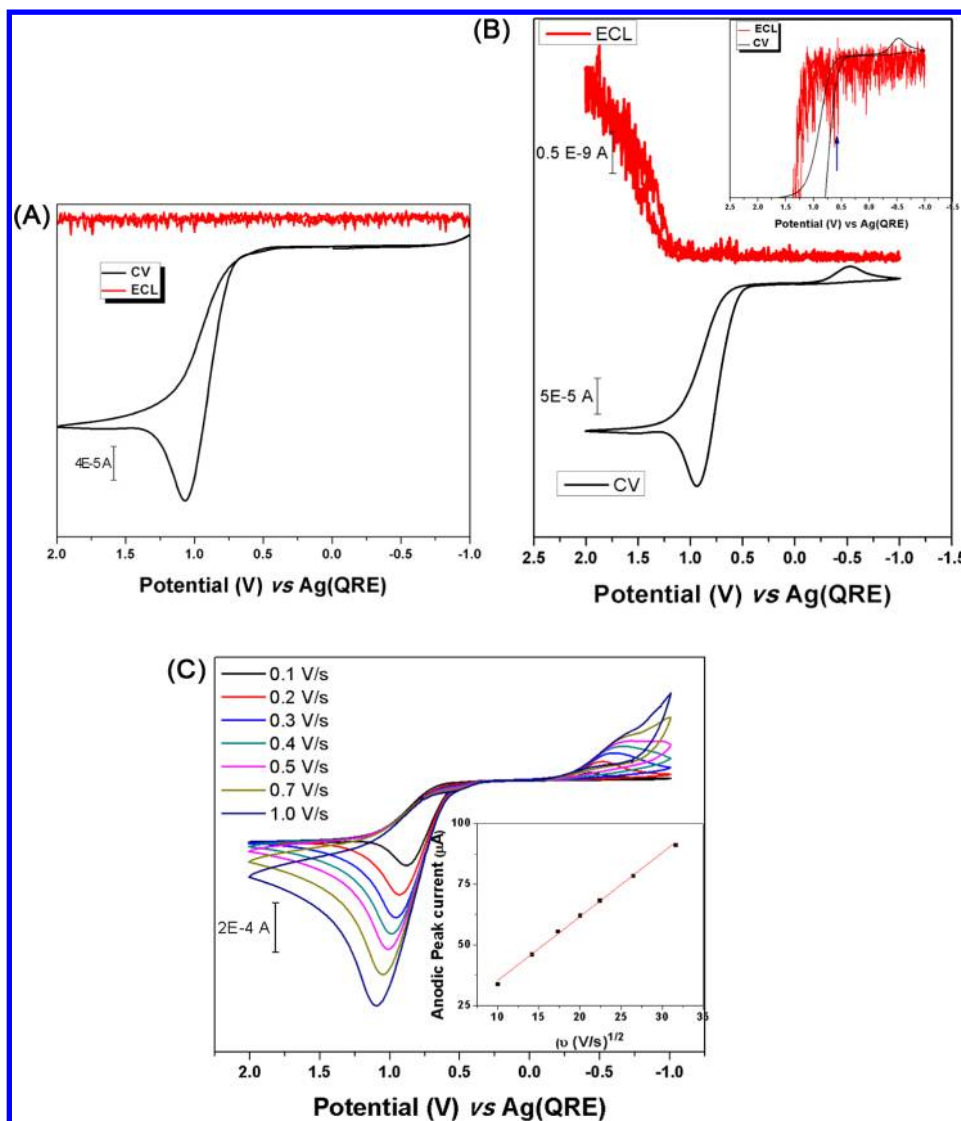 (A)
CV
ECL
4E-5A
2.0 1.5 1.0 0.5 0.0 -0.5 -1.0
Potential (V) vs Ag(QRE)
(B)
ECL
0.5 E-9 A
5E-5 A
CV
2.5 2.0 1.5 1.0 0.5 0.0 -0.5 -1.0 -1.5
Potential (V) vs Ag(QRE)
ECL
CV
2.5 2.0 1.5 1.0 0.5 0.0 -0.5 -1.0
Potential (V) vs Ag(QRE)
(C)
0.1 V/s
0.2 V/s
0.3 V/s
0.4 V/s
0.5 V/s
0.7 V/s
1.0 V/s
2E-4 A
2.0 1.5 1.0 0.5 0.0 -0.5 -1.0
Potential (V) vs Ag(QRE)
Anodic Peak current (μA)
100
75
50
25
10 15 20 25 30 35
(υ (V/s)1/2